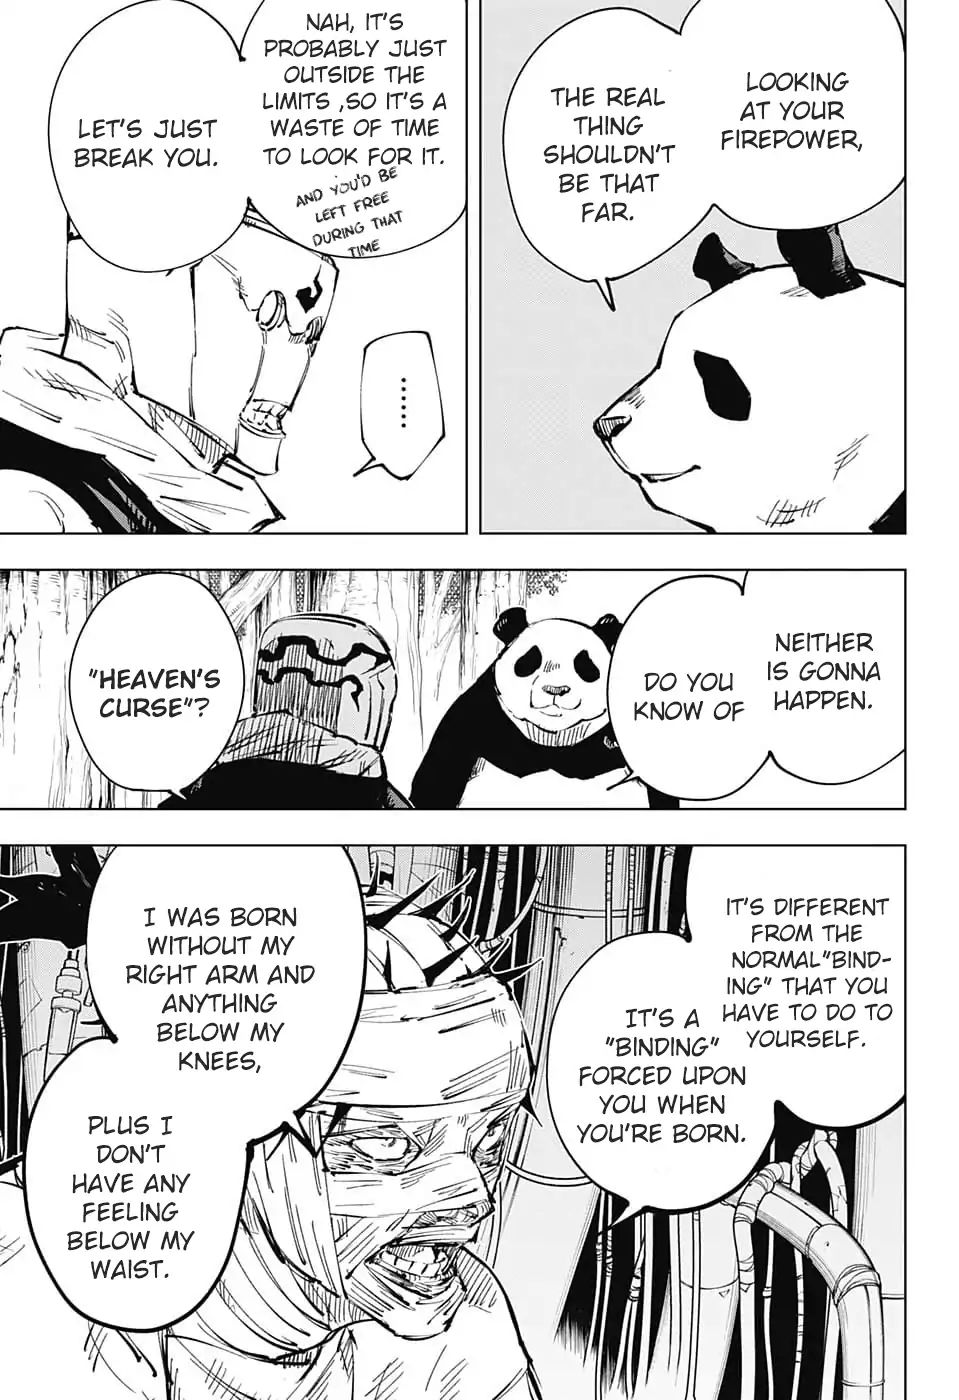 LOOKING
AT YOUR
FIREPOWER,
THE REAL
THING
SHOULDN'T
BE THAT
FAR.
NAH, IT'S
PROBABLY JUST
OUTSIDE THE
LIMITS ,SO IT'S A
WASTE OF TIME
TO LOOK FOR IT.
AND YOU'D BE
LEFT FREE
DURING THAT
TIME
LET'S JUST
BREAK YOU.
......
NEITHER
IS GONNA
HAPPEN.
DO YOU
KNOW OF
"HEAVEN'S
CURSE"?
IT'S DIFFERENT
FROM THE
NORMAL"BIND-
ING" THAT YOU
HAVE TO DO TO
YOURSELF.
IT'S A
"BINDING"
FORCED UPON
YOU WHEN
YOU'RE BORN.
I WAS BORN
WITHOUT MY
RIGHT ARM AND
ANYTHING
BELOW MY
KNEES,
PLUS I
DON'T
HAVE ANY
FEELING
BELOW MY
WAIST.